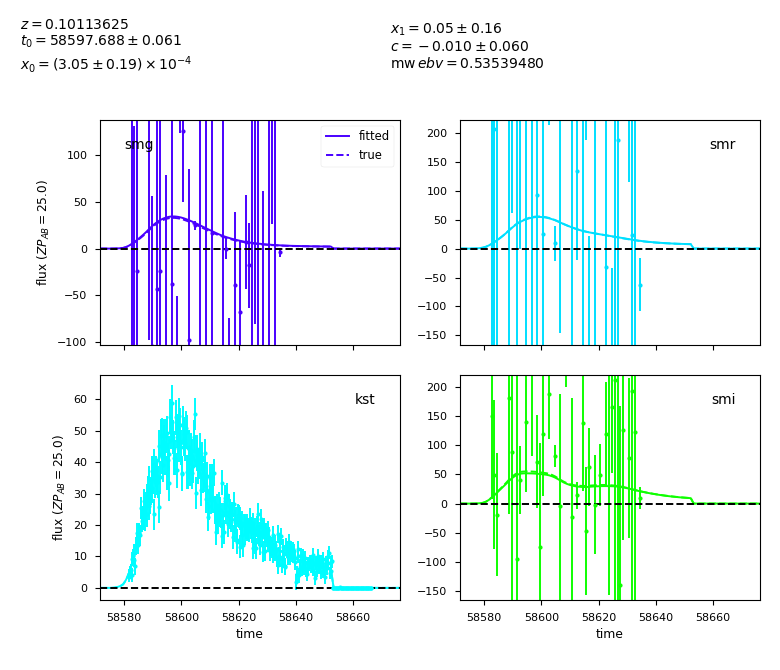 z = 0.10113625
t₀ = 58597.688 ± 0.061
x₀ = (3.05 ± 0.19) × 10⁻⁴
x₁ = 0.05 ± 0.16
c = −0.010 ± 0.060
mw ebv = 0.53539480
smg
fitted
true
100
50
0
−50
−100
flux (ZP_AB = 25.0)
smr
200
150
100
50
0
−50
−100
−150
kst
60
50
40
30
20
10
0
flux (ZP_AB = 25.0)
58580 58600 58620 58640 58660
time
smi
200
150
100
50
0
−50
−100
−150
58580 58600 58620 58640 58660
time